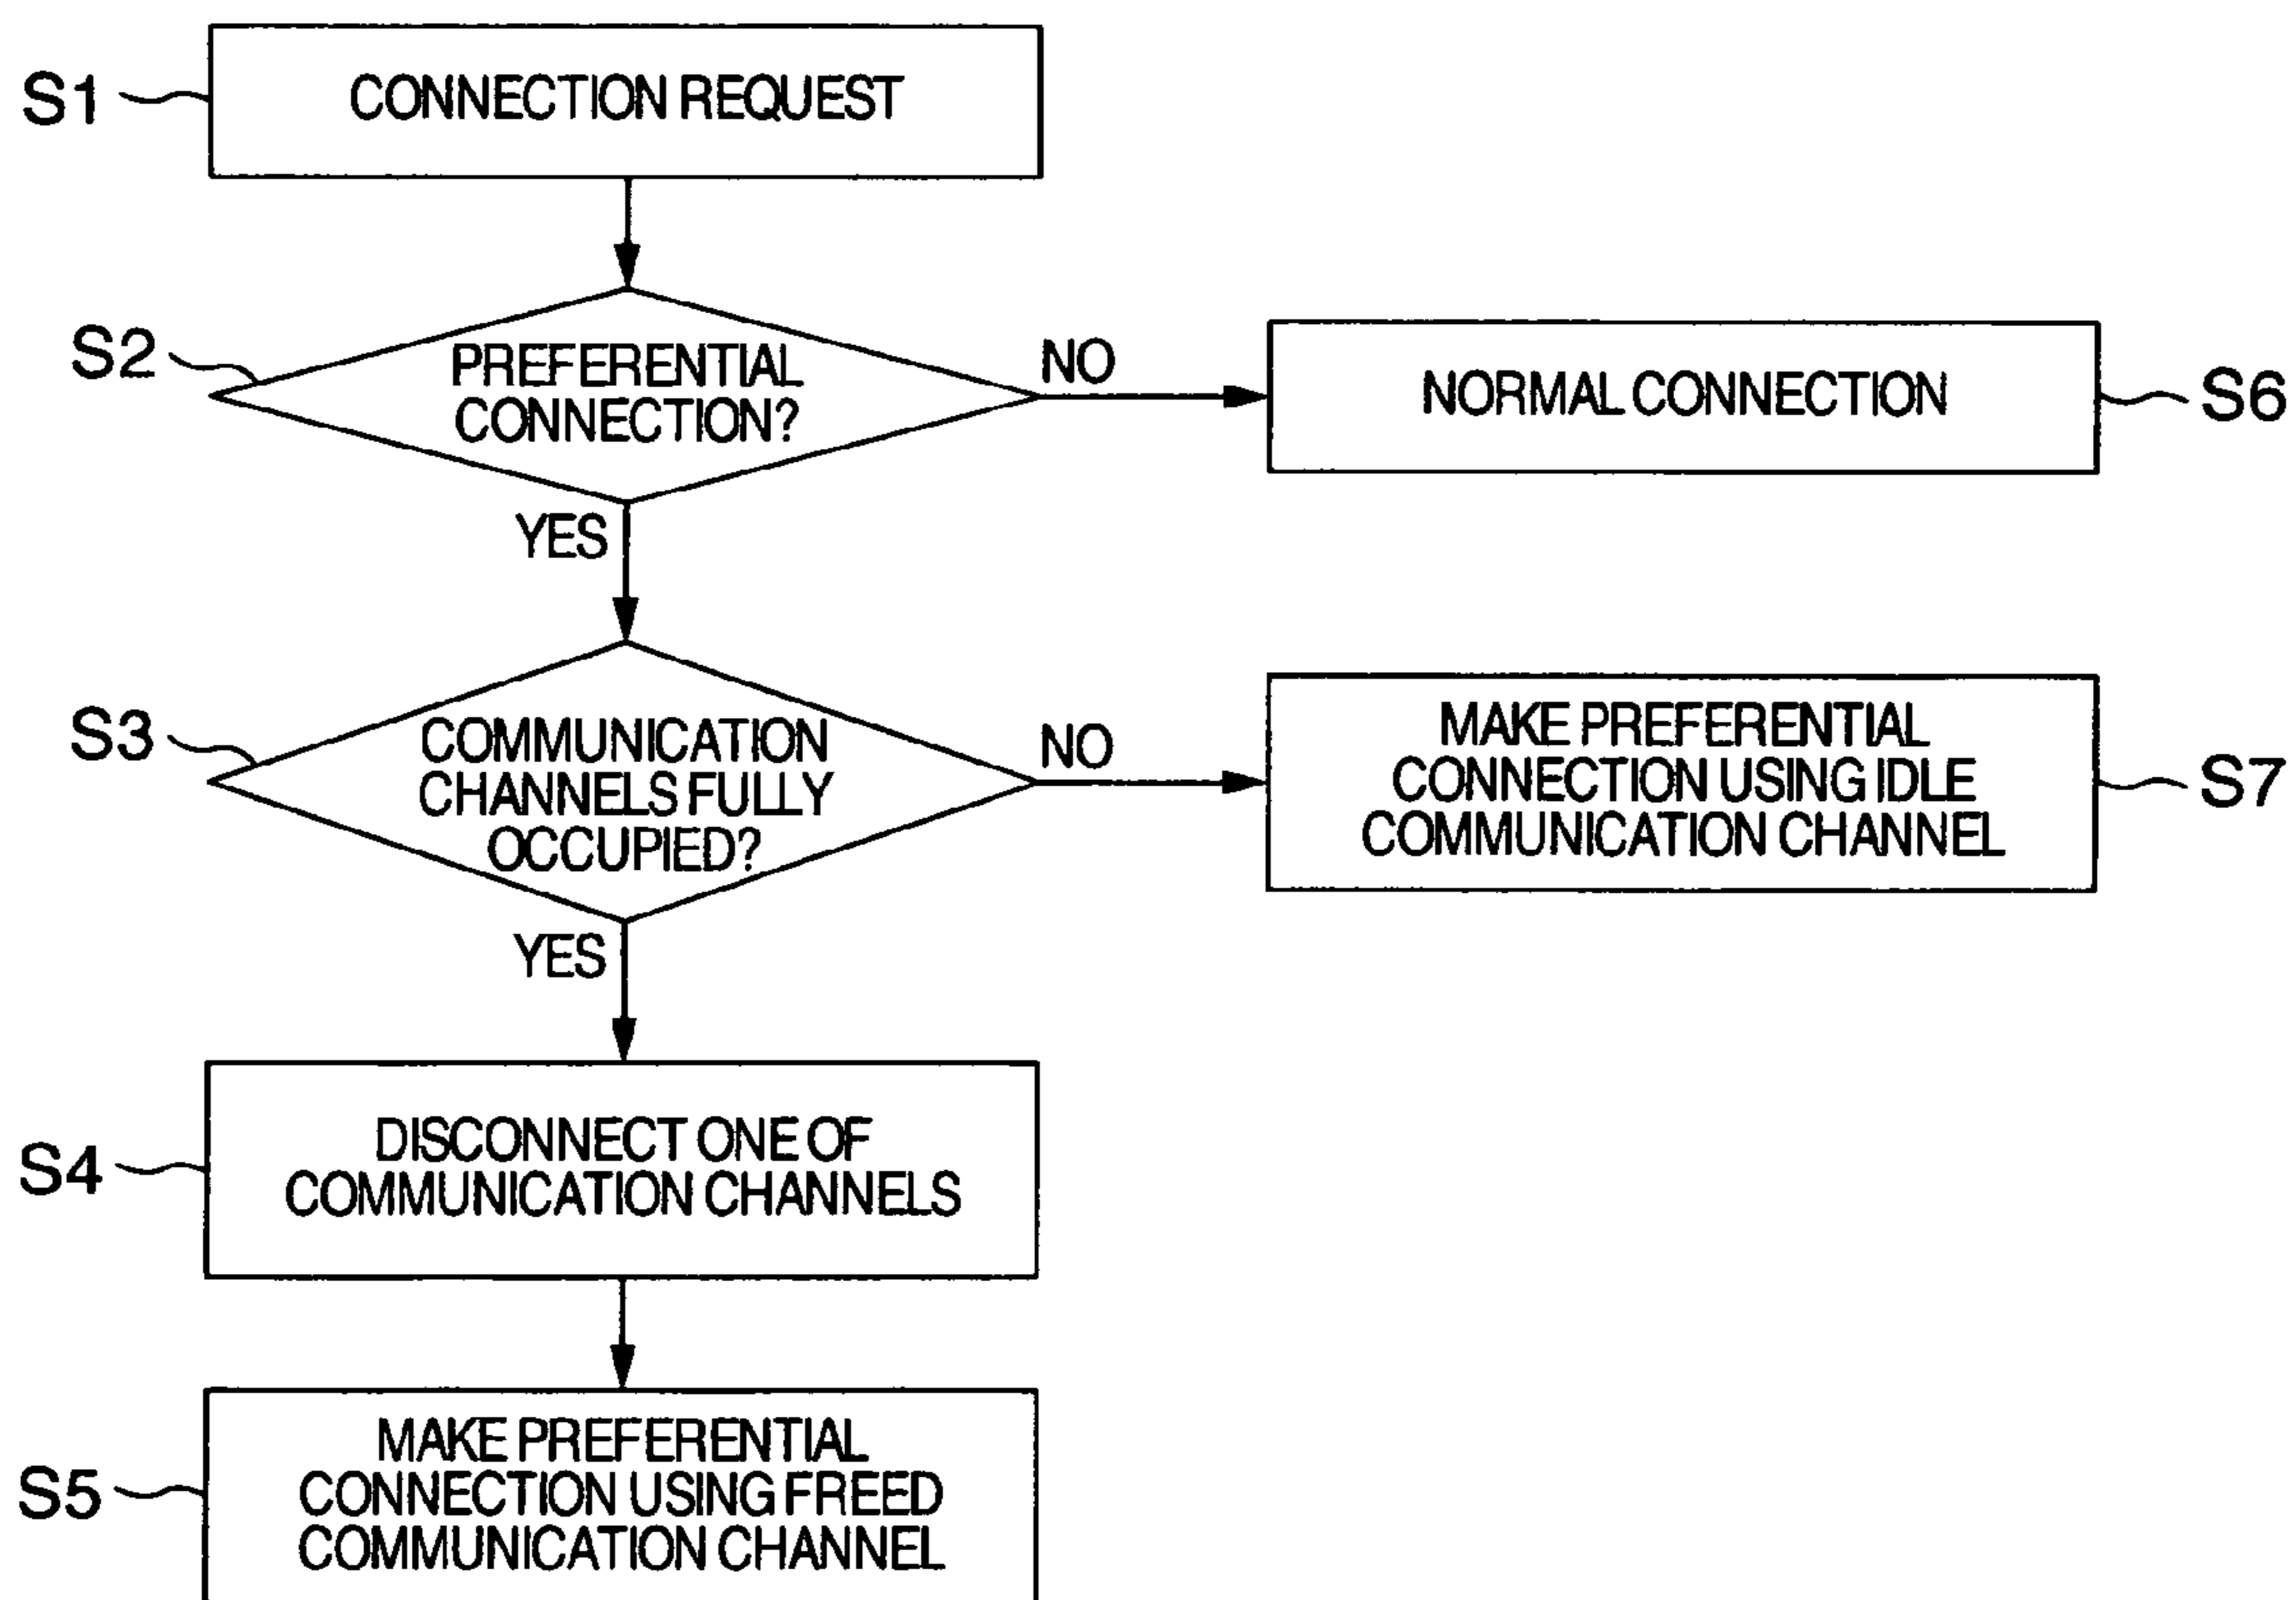 S1
CONNECTION REQUEST
S2
PREFERENTIAL
CONNECTION?
NO
NORMAL CONNECTION
S6
YES
S3
COMMUNICATION
CHANNELS FULLY
OCCUPIED?
NO
MAKE PREFERENTIAL
CONNECTION USING IDLE
COMMUNICATION CHANNEL
S7
YES
S4
DISCONNECT ONE OF
COMMUNICATION CHANNELS
S5
MAKE PREFERENTIAL
CONNECTION USING FREED
COMMUNICATION CHANNEL